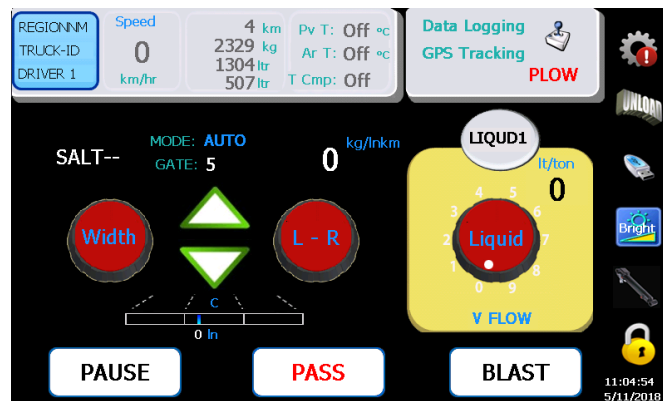 REGIONNM
TRUCK-ID
DRIVER 1
Speed
0
km/hr
4 km
2329 kg
1304 ltr
507 ltr
Pv T: Off ºC
Ar T: Off ºC
T Cmp: Off
Data Logging
GPS Tracking
PLOW
UNLOAD
SALT--
MODE: AUTO
GATE: 5
0 kg/lnkm
LIQUD1
lt/ton
0
Width
L - R
0 1 2 3 4 5 6 7 8 9
Liquid
Bright
C
0 In
V FLOW
PAUSE
PASS
BLAST
11:04:54
5/11/2018